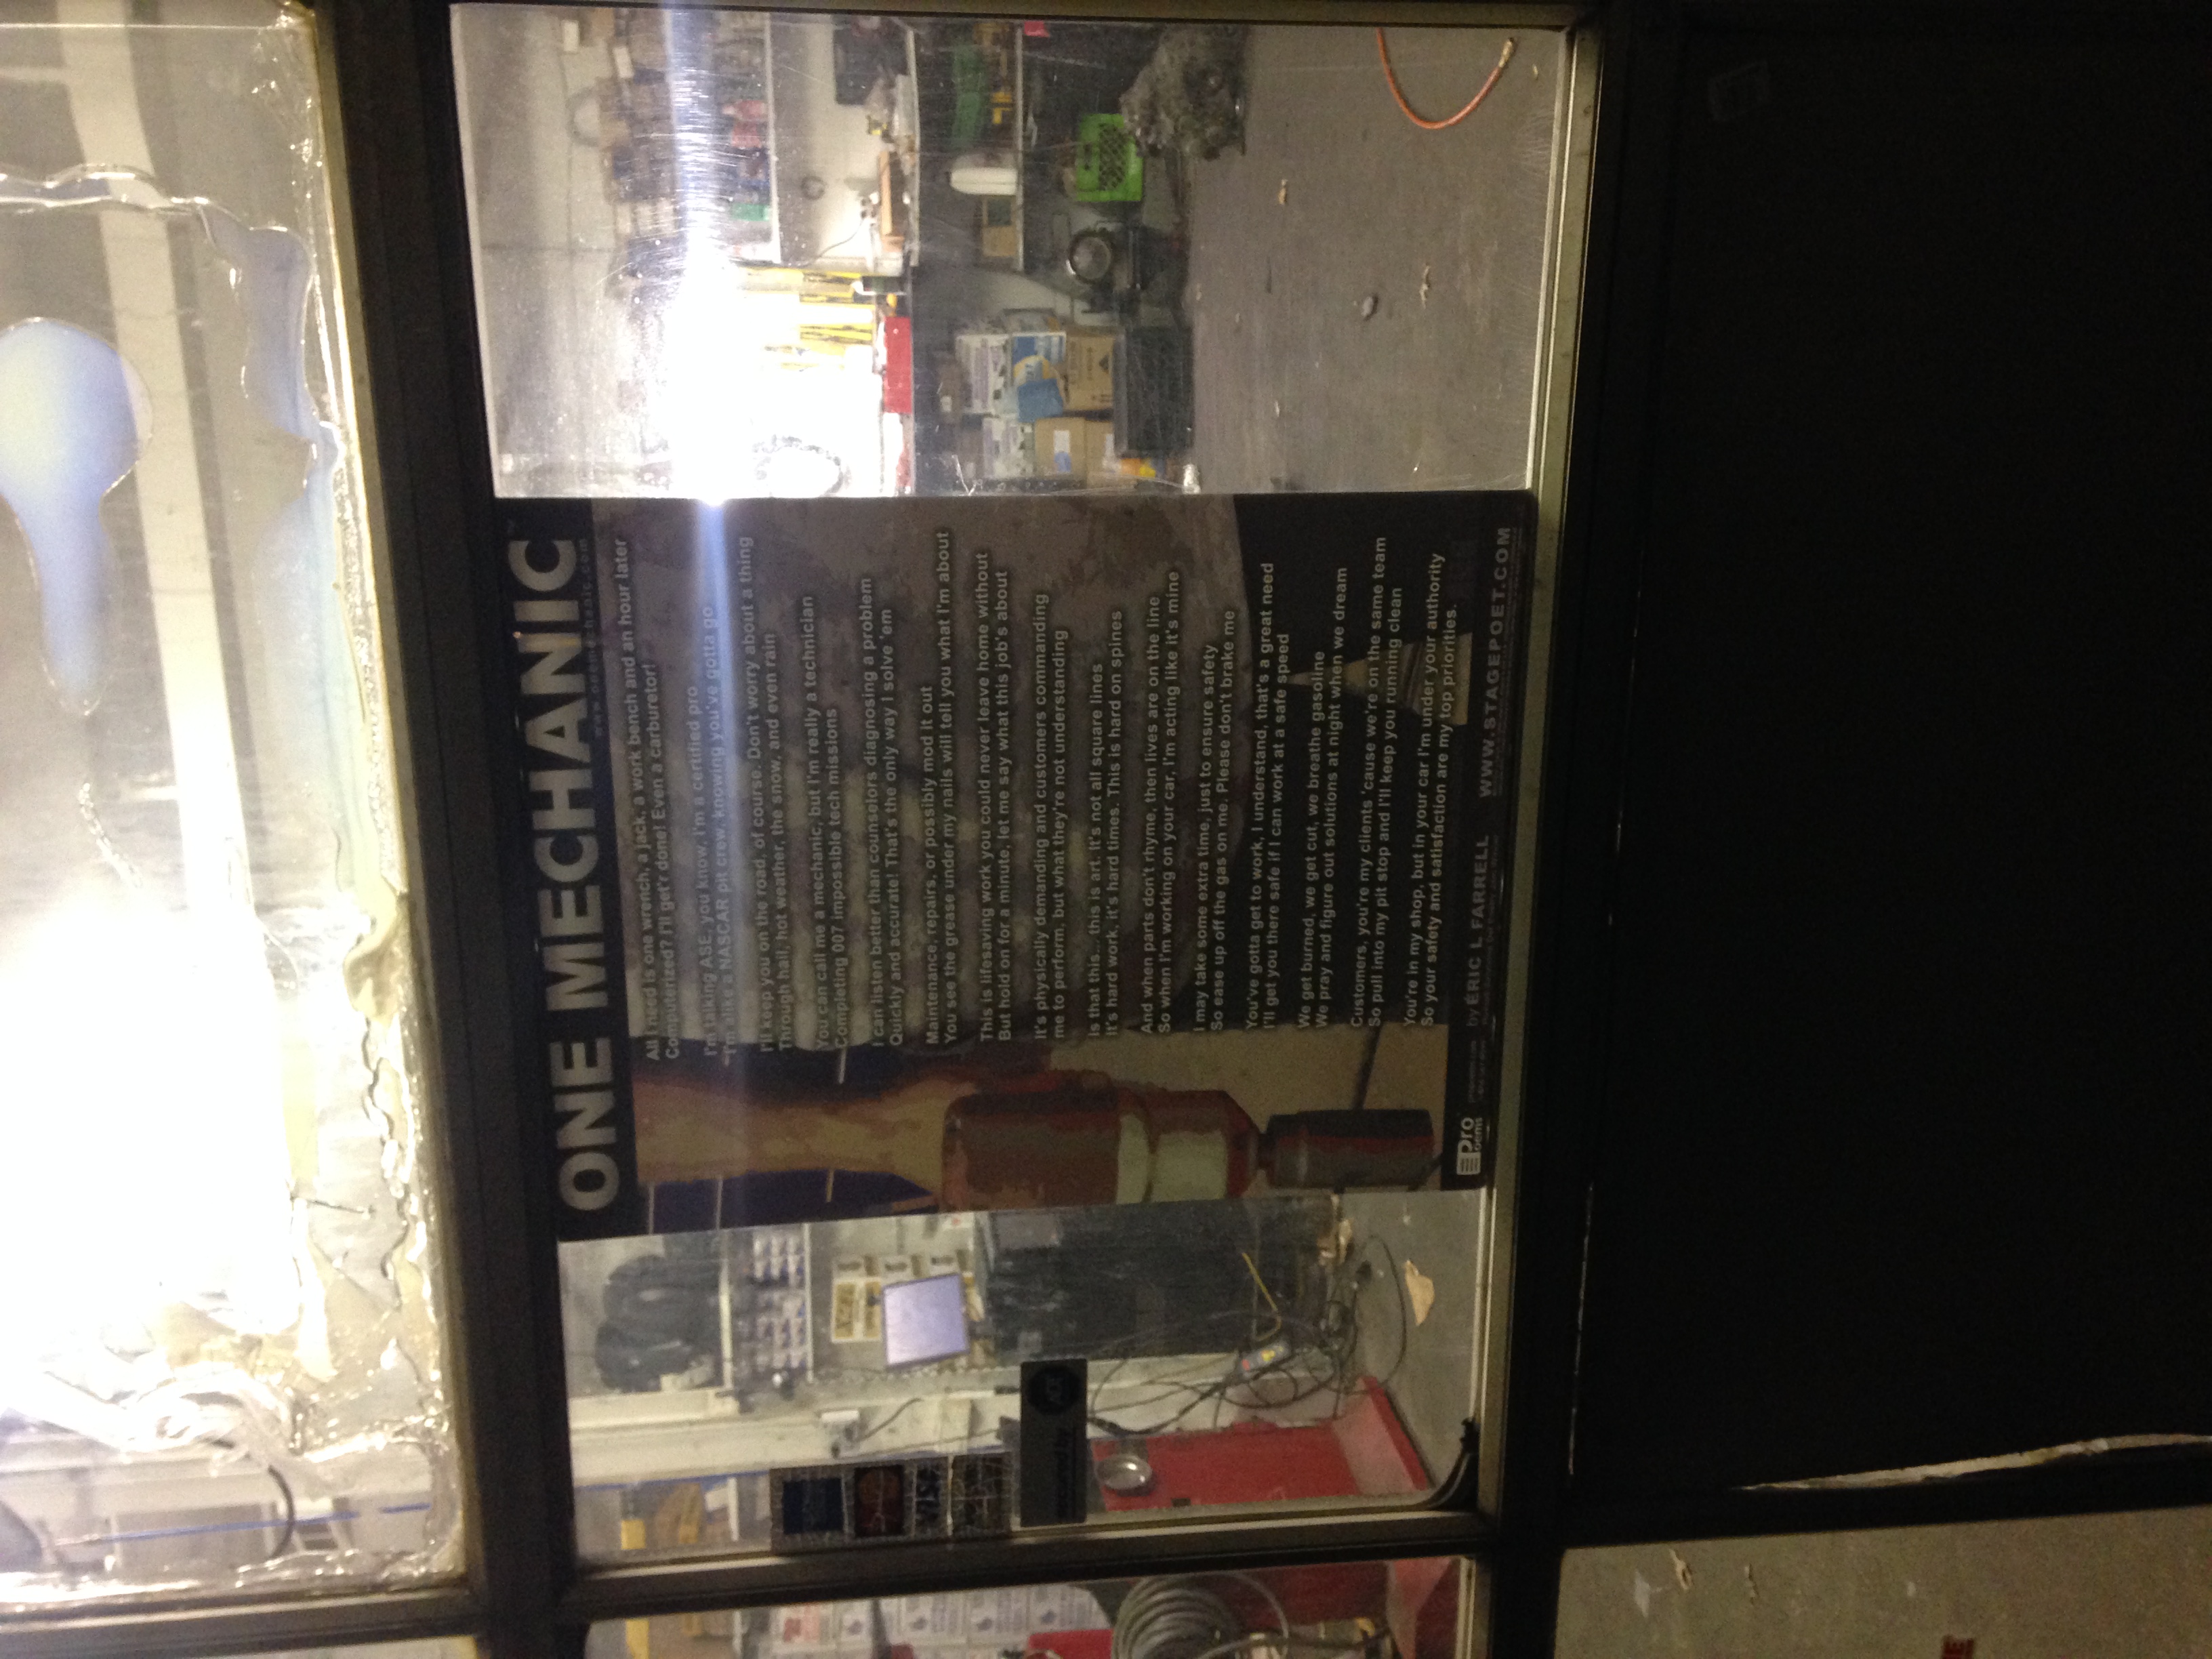 ONE MECHANIC
All I need is one wrench, a jack, a work bench and an hour later
Computerized? I'll get'r done! Even a carburetor!
I'm talking ASE, you know, I'm a certified pro
I'm like a NASCAR pit crew, knowing you've gotta go
I'll keep you on the road, of course. Don't worry about a thing
Through hail, hot weather, the snow, and even rain
You can call me a mechanic, but I'm really a technician
Completing 007 impossible tech missions
I can listen better than counselors diagnosing a problem
Quickly and accurate! That's the only way I solve 'em
Maintenance, repairs, or possibly mod it out
You see the grease under my nails will tell you what I'm about
This is lifesaving work you could never leave home without
But hold on for a minute, let me say what this job's about
It's physically demanding and customers commanding
me to perform, but what they're not understanding
Is that this... this is art. It's not all square lines
It's hard work, it's hard times. This is hard on spines
And when parts don't rhyme, then lives are on the line
So when I'm working on your car, I'm acting like it's mine
I may take some extra time, just to ensure safety
So ease up off the gas on me. Please don't brake me
You've gotta get to work, I understand, that's a great need
I'll get you there safe if I can work at a safe speed
We get burned, we get cut, we breathe gasoline
We pray and figure out solutions at night when we dream
Customers, you're my clients 'cause we're on the same team
So pull into my pit stop and I'll keep you running clean
You're in my shop, but in your car I'm under your authority
So your safety and satisfaction are my top priorities.
Pro
oems
by ERIC L FARRELL
WWW.STAGEPOET.COM
Secured by
ADT